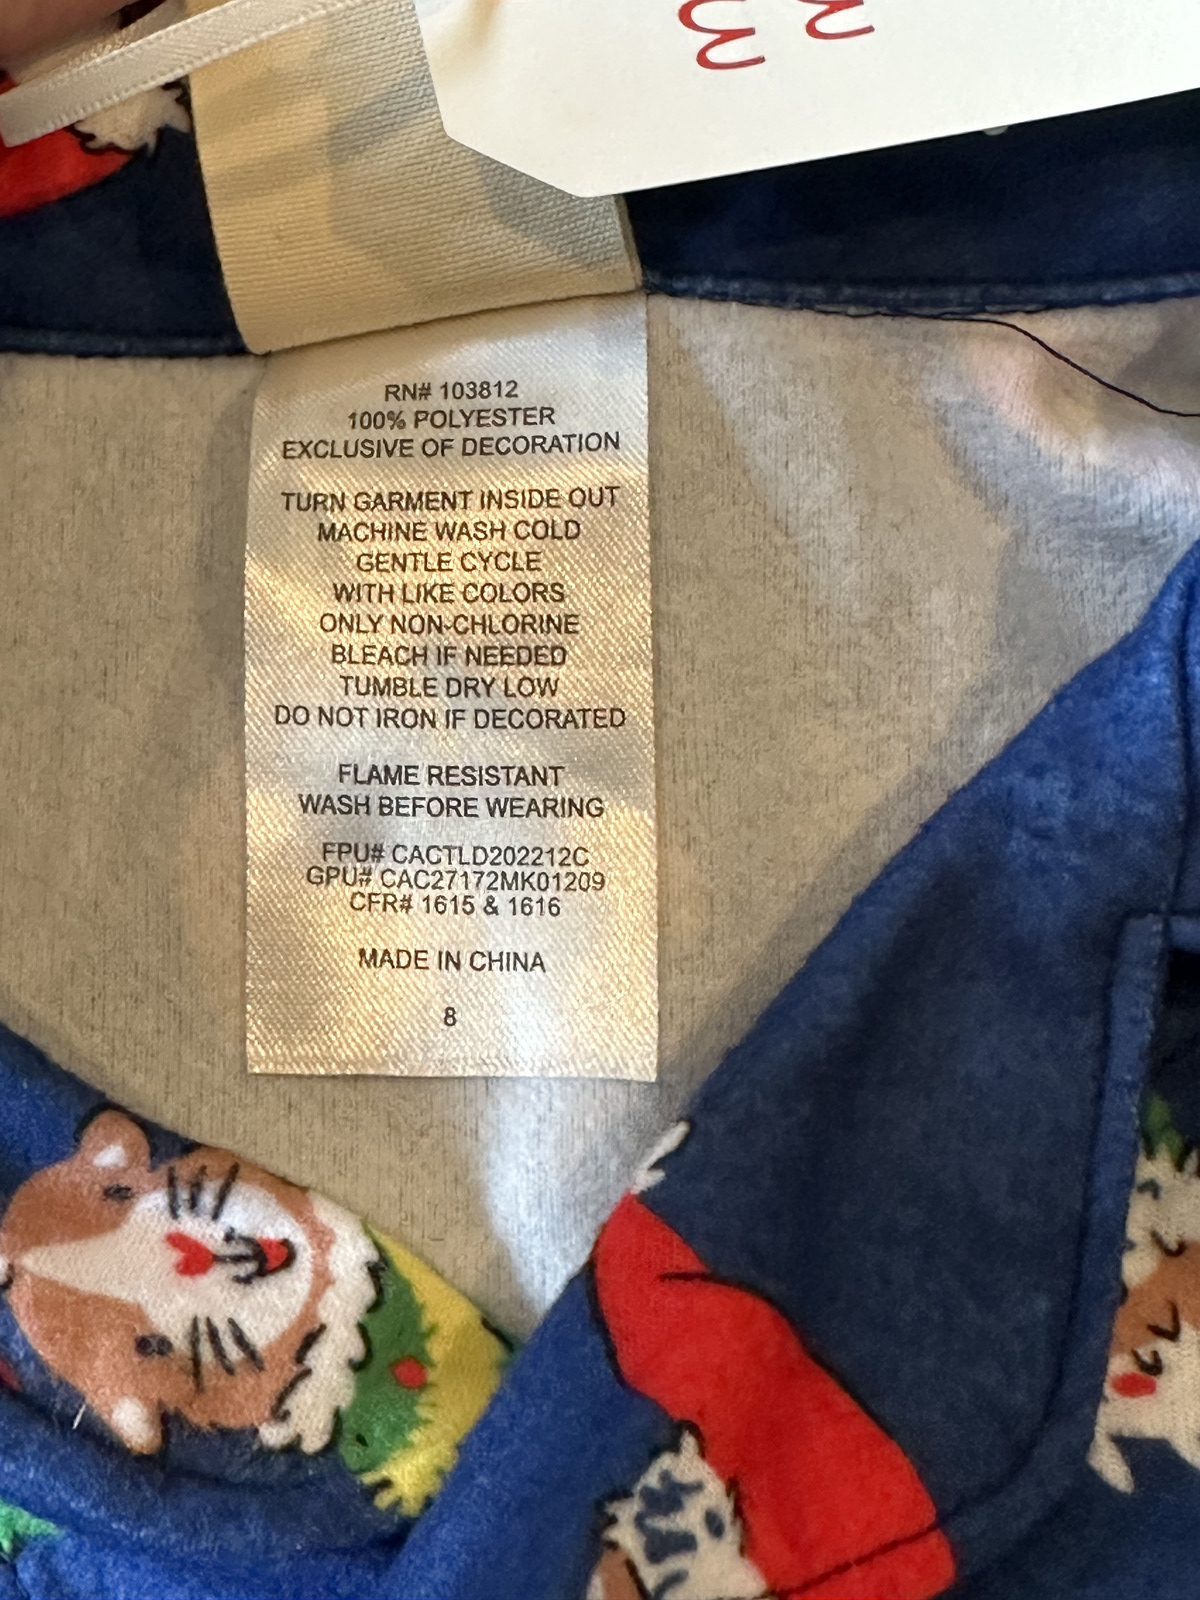 RN# 103812
100% POLYESTER
EXCLUSIVE OF DECORATION
TURN GARMENT INSIDE OUT
MACHINE WASH COLD
GENTLE CYCLE
WITH LIKE COLORS
ONLY NON-CHLORINE
BLEACH IF NEEDED
TUMBLE DRY LOW
DO NOT IRON IF DECORATED
FLAME RESISTANT
WASH BEFORE WEARING
FPU# CACTLD202212C
GPU# CAC27172MK01209
CFR# 1615 & 1616
MADE IN CHINA
8